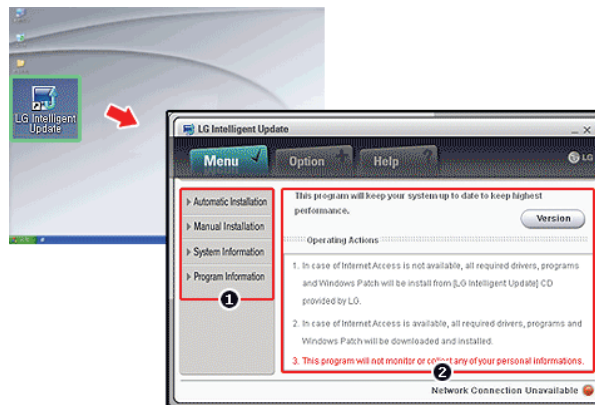 LG Intelligent
Update
LG Intelligent Update
Menu
Option
Help
LG
Automatic Installation
Manual Installation
System Information
Program Information
1
This program will keep your system up to date to keep highest
performance.
Version
Operating Actions
1. In case of Internet Access is not available, all required drivers, programs
and Windows Patch will be install from [LG Intelligent Update] CD
provided by LG.
2. In case of Internet Access is available, all required drivers, programs and
Windows Patch will be downloaded and installed.
3. This program will not monitor or collect any of your personal informations.
2
Network Connection Unavailable